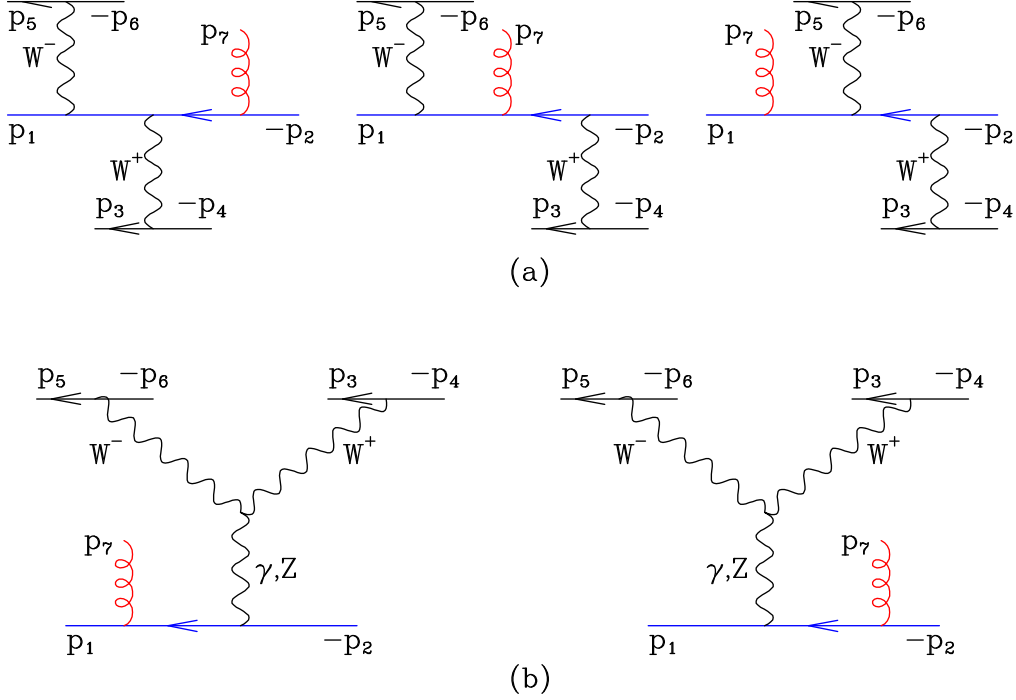 p₅ −p₆ p₅ −p₆ p₇ p₇ p₅ −p₆
W⁻ p₇ W⁻ W⁻
p₁ −p₂ p₁ −p₂ p₁ −p₂
W⁺ W⁺ W⁺
p₃ −p₄ p₃ −p₄ p₃ −p₄
(a)
p₅ −p₆ p₃ −p₄ p₅ −p₆ p₃ −p₄
W⁻ W⁺ W⁻ W⁺
p₇ γ,Z γ,Z p₇
p₁ −p₂ p₁ −p₂
(b)